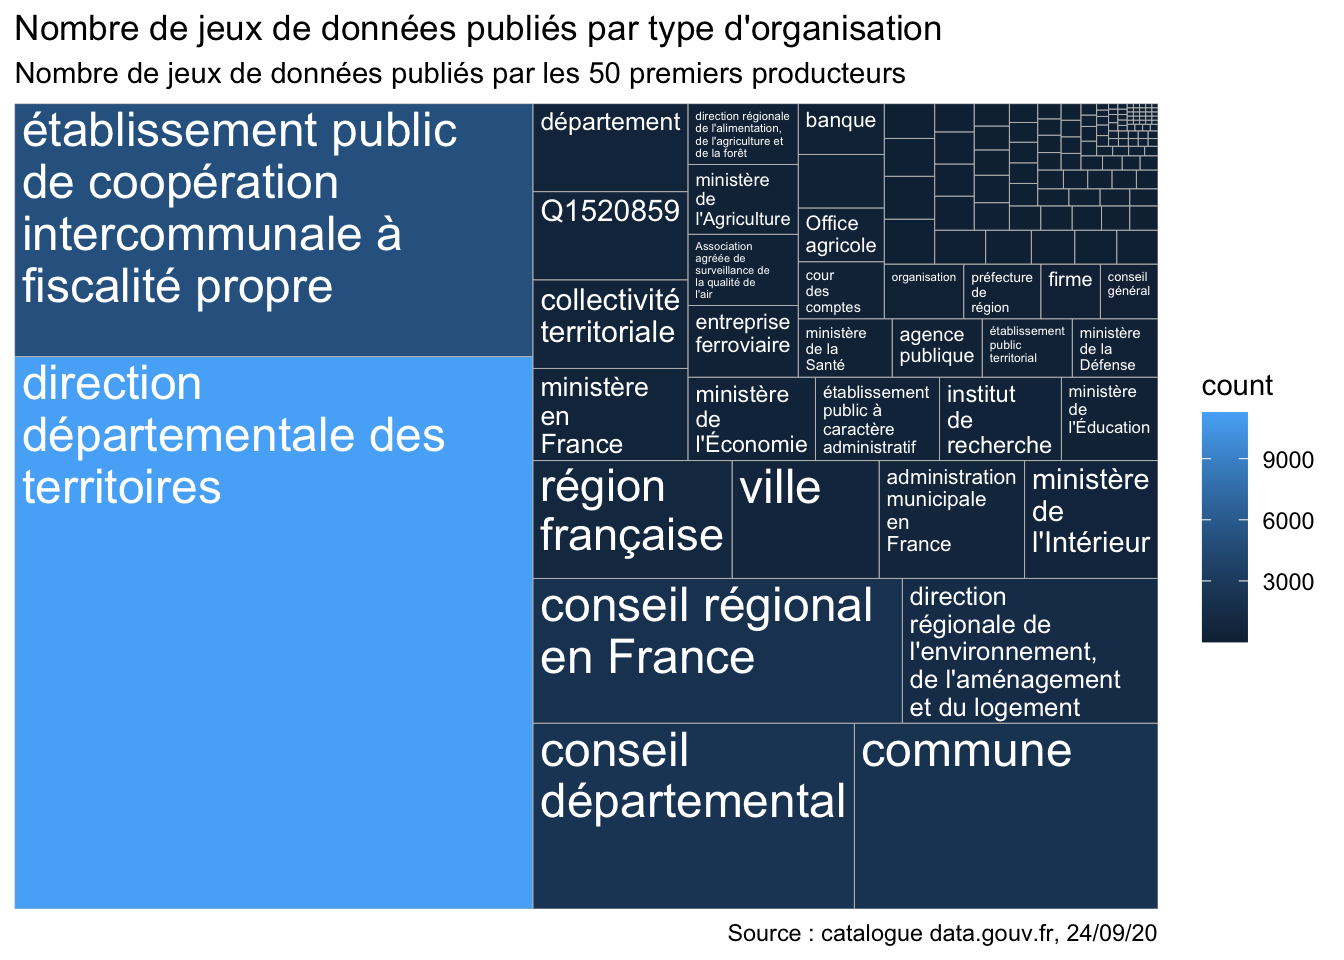 Nombre de jeux de données publiés par type d'organisation
Nombre de jeux de données publiés par les 50 premiers producteurs
établissement public
de coopération
intercommunale à
fiscalité propre
direction
départementale des
territoires
département
Q1520859
collectivité
territoriale
ministère
en
France
direction régionale
de l'alimentation,
de l'agriculture et
de la forêt
ministère
de
l'Agriculture
Association
agréée de
surveillance de
la qualité de
l'air
entreprise
ferroviaire
banque
Office
agricole
cour
des
comptes
organisation
préfecture
de
région
firme
conseil
général
ministère
de la
Santé
agence
publique
établissement
public
territorial
ministère
de la
Défense
ministère
de
l'Économie
établissement
public à
caractère
administratif
institut
de
recherche
ministère
de
l'Éducation
région
française
ville
administration
municipale
en
France
ministère
de
l'Intérieur
conseil régional
en France
direction
régionale de
l'environnement,
de l'aménagement
et du logement
conseil
départemental
commune
count
9000
6000
3000
Source : catalogue data.gouv.fr, 24/09/20